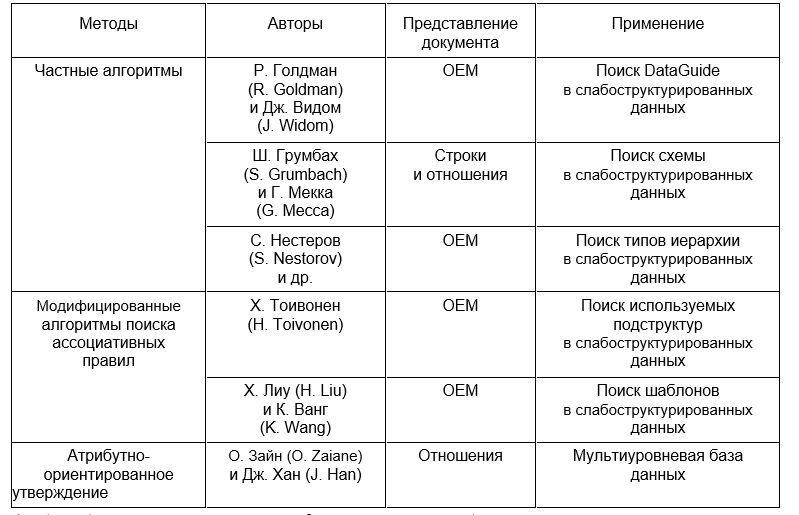 Методы
Авторы
Представление
документа
Применение
Частные алгоритмы
Р. Голдман
(R. Goldman)
и Дж. Видом
(J. Widom)
OEM
Поиск DataGuide
в слабоструктурированных
данных
Ш. Грумбах
(S. Grumbach)
и Г. Мекка
(G. Mecca)
Строки
и отношения
Поиск схемы
в слабоструктурированных
данных
С. Нестеров
(S. Nestorov)
и др.
OEM
Поиск типов иерархии
в слабоструктурированных
данных
Модифицированные
алгоритмы поиска
ассоциативных
правил
Х. Тоивонен
(H. Toivonen)
OEM
Поиск используемых
подструктур
в слабоструктурированных
данных
Х. Лиу (H. Liu)
и К. Ванг
(K. Wang)
OEM
Поиск шаблонов
в слабоструктурированных
данных
Атрибутно-
ориентированное
утверждение
О. Зайн (O. Zaiane)
и Дж. Хан (J. Han)
Отношения
Мультиуровневая база
данных